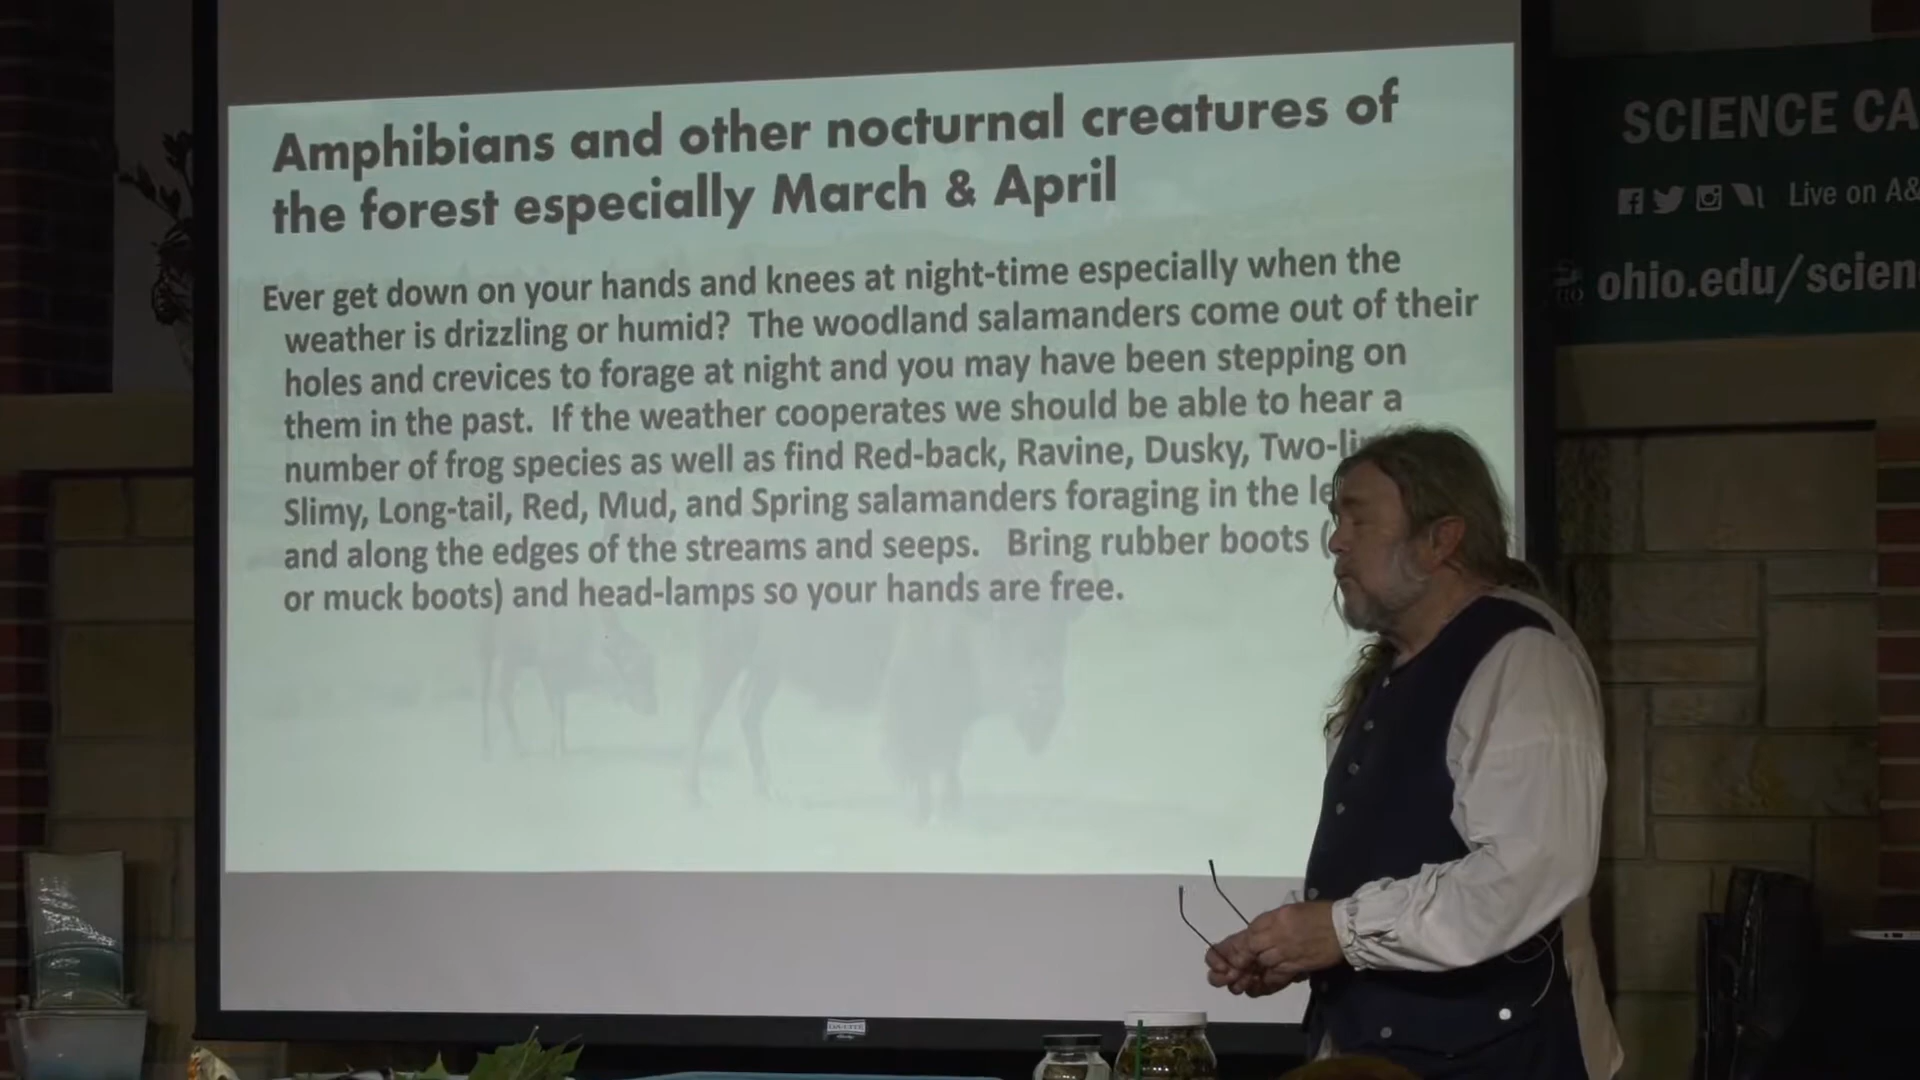 Amphibians and other nocturnal creatures of
the forest especially March & April
Ever get down on your hands and knees at night-time especially when the
weather is drizzling or humid? The woodland salamanders come out of their
holes and crevices to forage at night and you may have been stepping on
them in the past. If the weather cooperates we should be able to hear a
number of frog species as well as find Red-back, Ravine, Dusky, Two-li
Slimy, Long-tail, Red, Mud, and Spring salamanders foraging in the le
and along the edges of the streams and seeps. Bring rubber boots (
or muck boots) and head-lamps so your hands are free.
SCIENCE CA
Live on A&
ohio.edu/scien
DA-LITE